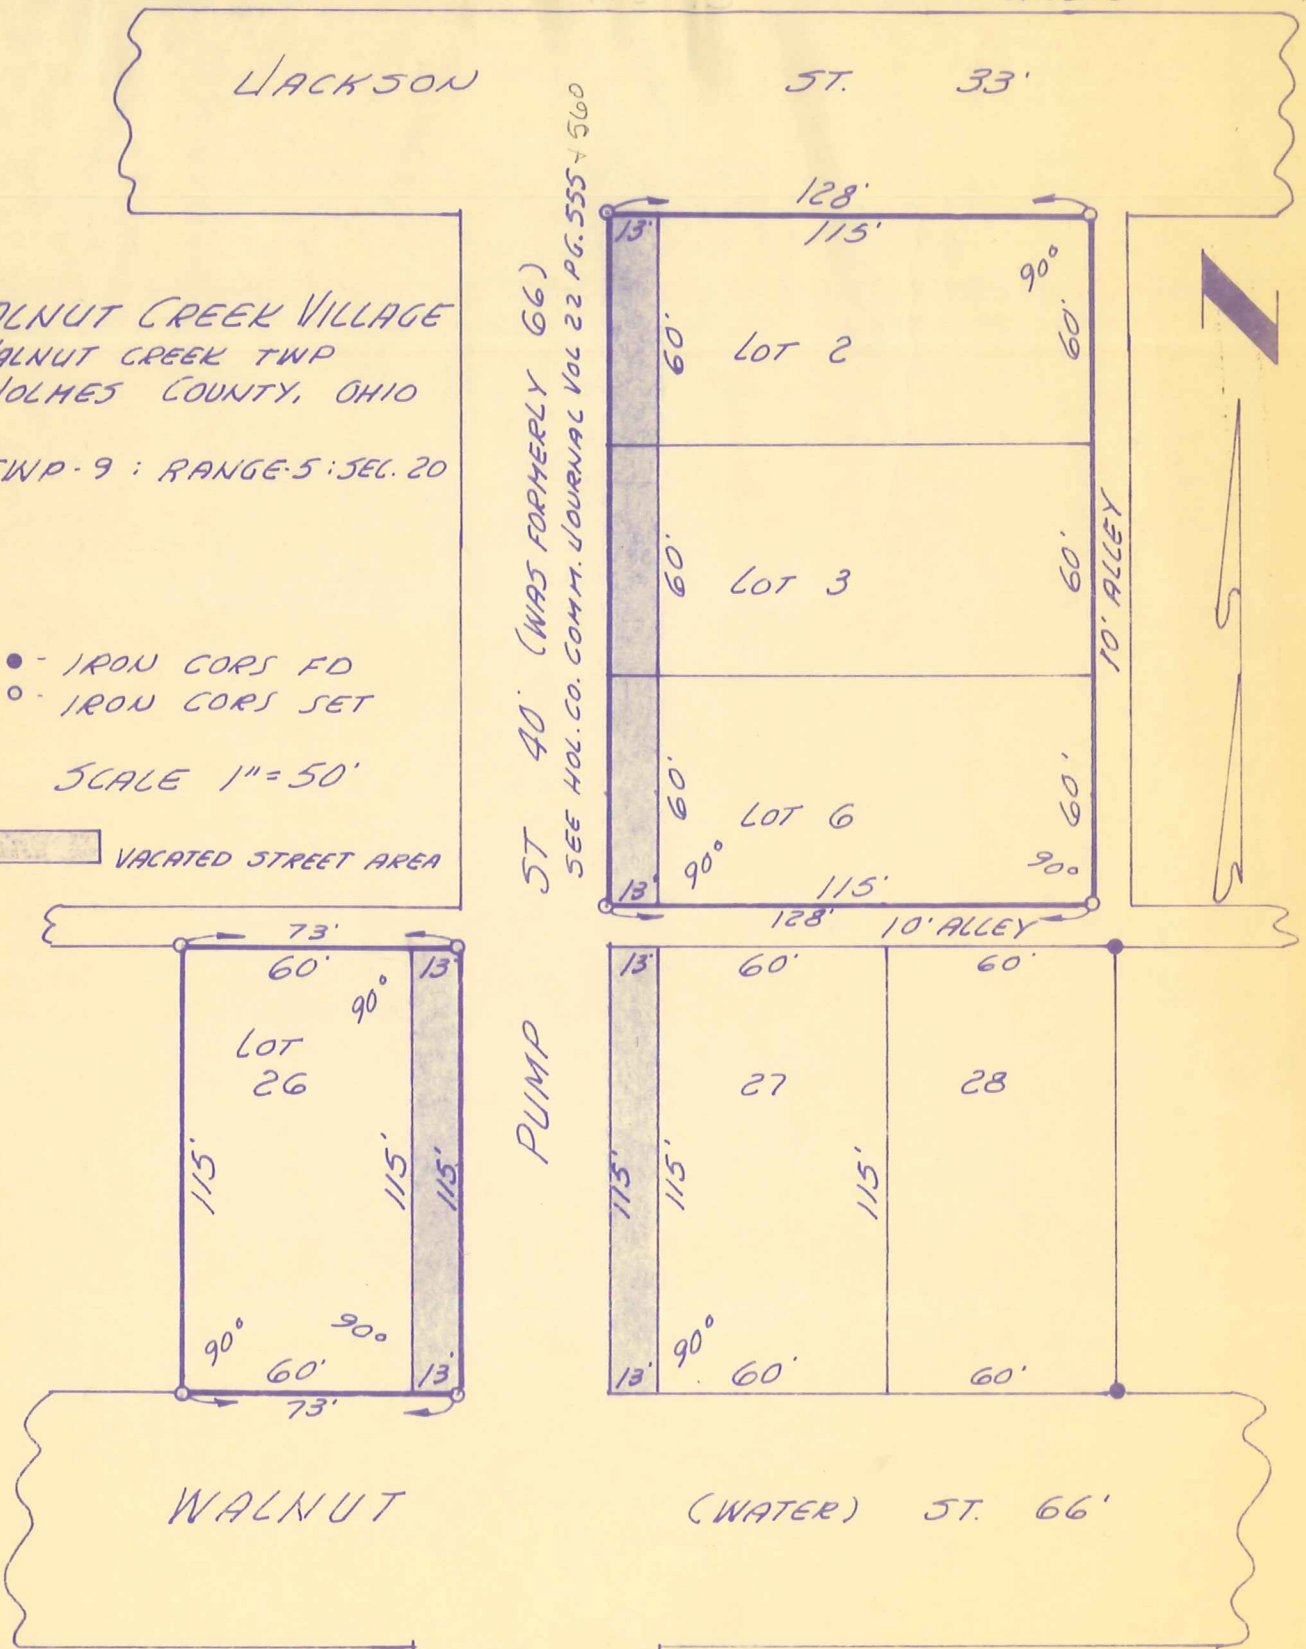 JACKSON ST. 33'
128'
13' 115'
90°
60' LOT 2 60'
60' LOT 3 60'
60' LOT 6 60'
90° 90°
13' 115'
128' 10' ALLEY
10' ALLEY
N
CREEK VILLAGE
CREEK TWP
COUNTY, OHIO
9 : RANGE-5 : SEC. 20
● - IRON CORS FD
○ - IRON CORS SET
SCALE 1" = 50'
VACATED STREET AREA
PUMP ST 40' (WAS FORMERLY 66)
SEE HOL. CO. COMM. JOURNAL VOL 22 PG. 555 + 560
73'
60' 13'
90°
LOT
26
115' 115' 115'
90° 90°
60' 13'
73'
13' 60' 60'
27 28
115' 115' 115'
90°
13' 60' 60'
WALNUT (WATER) ST. 66'